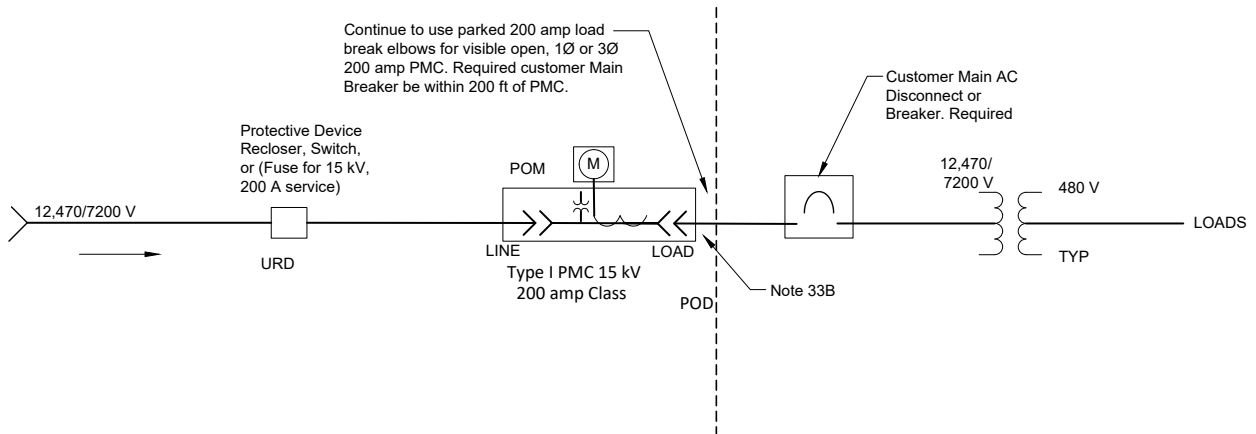 Continue to use parked 200 amp load
break elbows for visible open, 1Ø or 3Ø
200 amp PMC. Required customer Main
Breaker be within 200 ft of PMC.
Customer Main AC
Disconnect or
Breaker. Required
Protective Device
Recloser, Switch,
or (Fuse for 15 kV,
200 A service)
POM
M
12,470/
7200 V
480 V
12,470/7200 V
LOADS
URD
LINE
LOAD
TYP
Type I PMC 15 kV
200 amp Class
Note 33B
POD